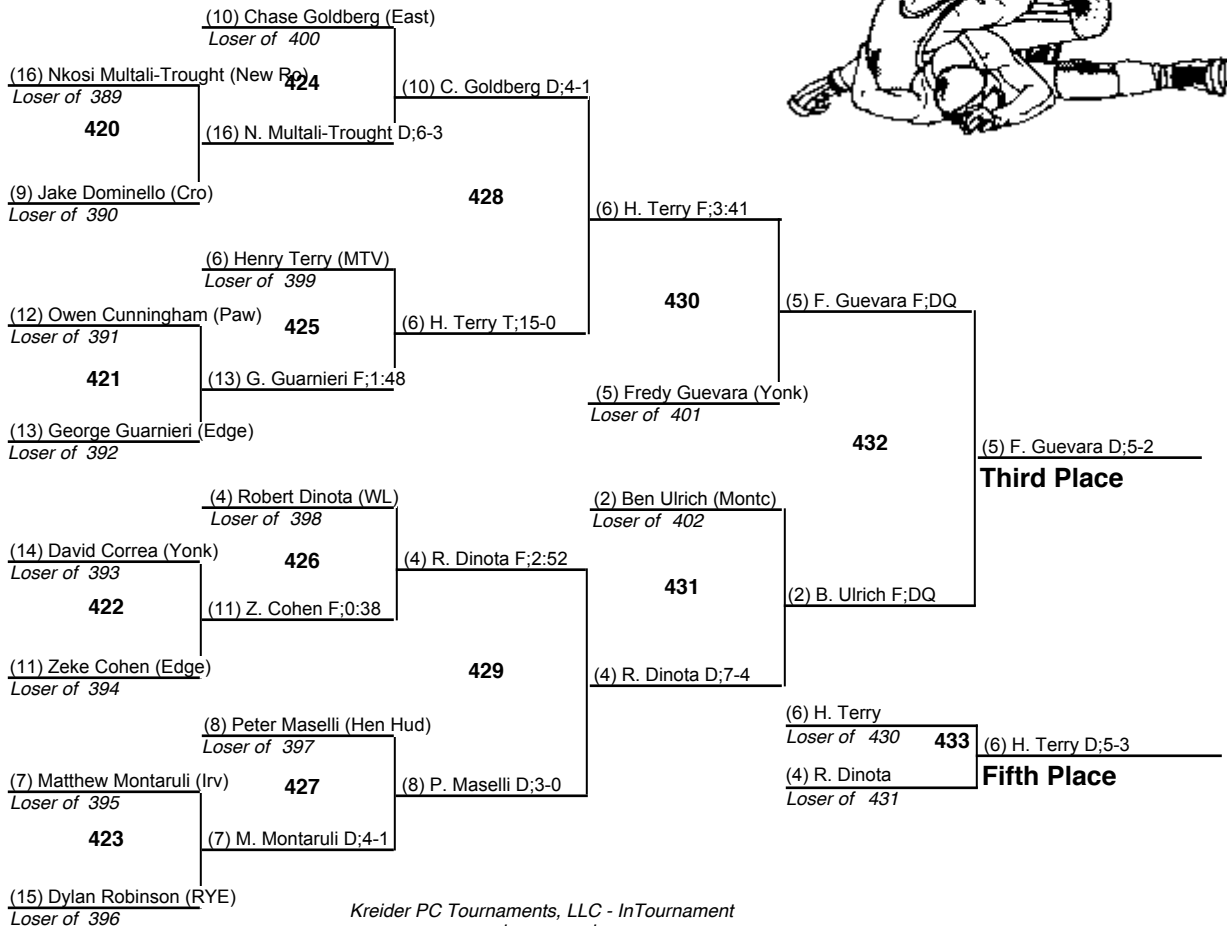 (10) Chase Goldberg (East)
Loser of 400
(16) Nkosi Multali-Trought (New Ro)
Loser of 389
424
(10) C. Goldberg D;4-1
420
(16) N. Multali-Trought D;6-3
(9) Jake Dominello (Cro)
Loser of 390
428
(6) H. Terry F;3:41
(6) Henry Terry (MTV)
Loser of 399
(12) Owen Cunningham (Paw)
Loser of 391
425
(6) H. Terry T;15-0
430
(5) F. Guevara F;DQ
421
(13) G. Guarnieri F;1:48
(5) Fredy Guevara (Yonk)
Loser of 401
(13) George Guarnieri (Edge)
Loser of 392
432
(5) F. Guevara D;5-2
Third Place
(4) Robert Dinota (WL)
Loser of 398
(2) Ben Ulrich (Montc)
Loser of 402
(14) David Correa (Yonk)
Loser of 393
426
(4) R. Dinota F;2:52
431
422
(11) Z. Cohen F;0:38
(2) B. Ulrich F;DQ
(11) Zeke Cohen (Edge)
Loser of 394
429
(4) R. Dinota D;7-4
(8) Peter Maselli (Hen Hud)
Loser of 397
(6) H. Terry
Loser of 430
433
(6) H. Terry D;5-3
Fifth Place
(4) R. Dinota
Loser of 431
(7) Matthew Montaruli (Irv)
Loser of 395
427
(8) P. Maselli D;3-0
423
(7) M. Montaruli D;4-1
(15) Dylan Robinson (RYE)
Loser of 396
Kreider PC Tournaments, LLC - InTournament